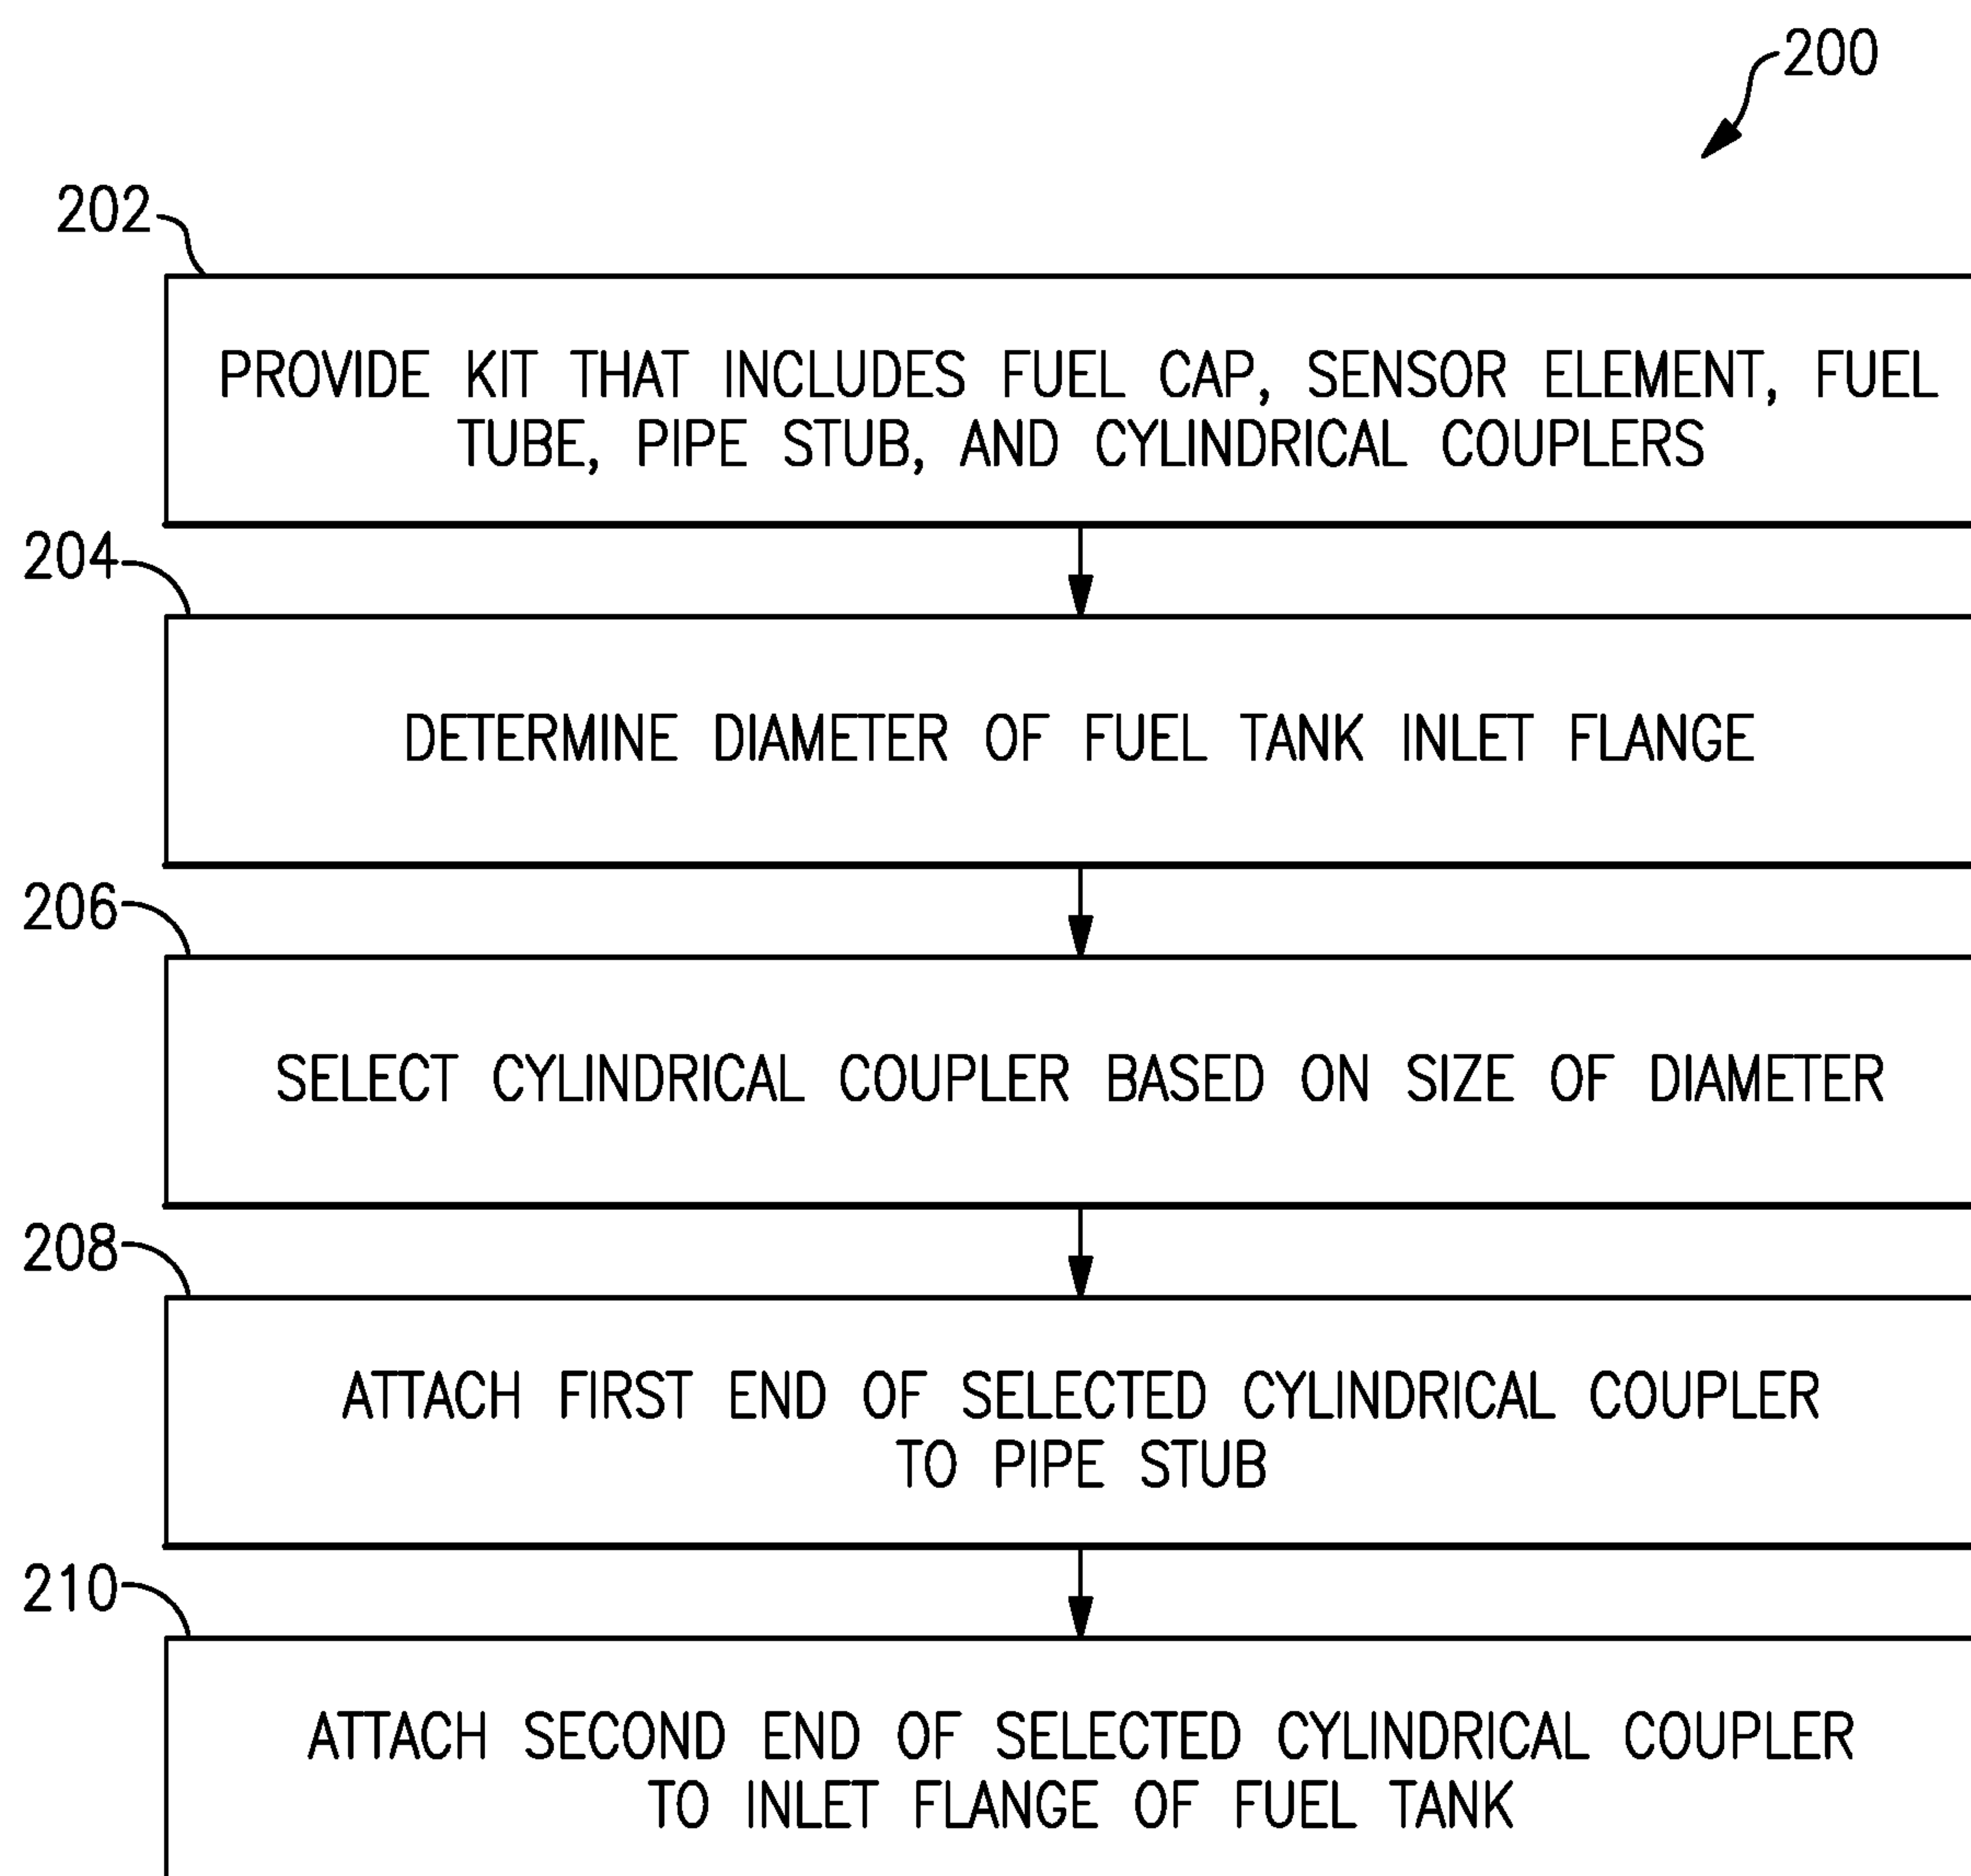 200
202
PROVIDE KIT THAT INCLUDES FUEL CAP, SENSOR ELEMENT, FUEL
TUBE, PIPE STUB, AND CYLINDRICAL COUPLERS
204
DETERMINE DIAMETER OF FUEL TANK INLET FLANGE
206
SELECT CYLINDRICAL COUPLER BASED ON SIZE OF DIAMETER
208
ATTACH FIRST END OF SELECTED CYLINDRICAL COUPLER
TO PIPE STUB
210
ATTACH SECOND END OF SELECTED CYLINDRICAL COUPLER
TO INLET FLANGE OF FUEL TANK